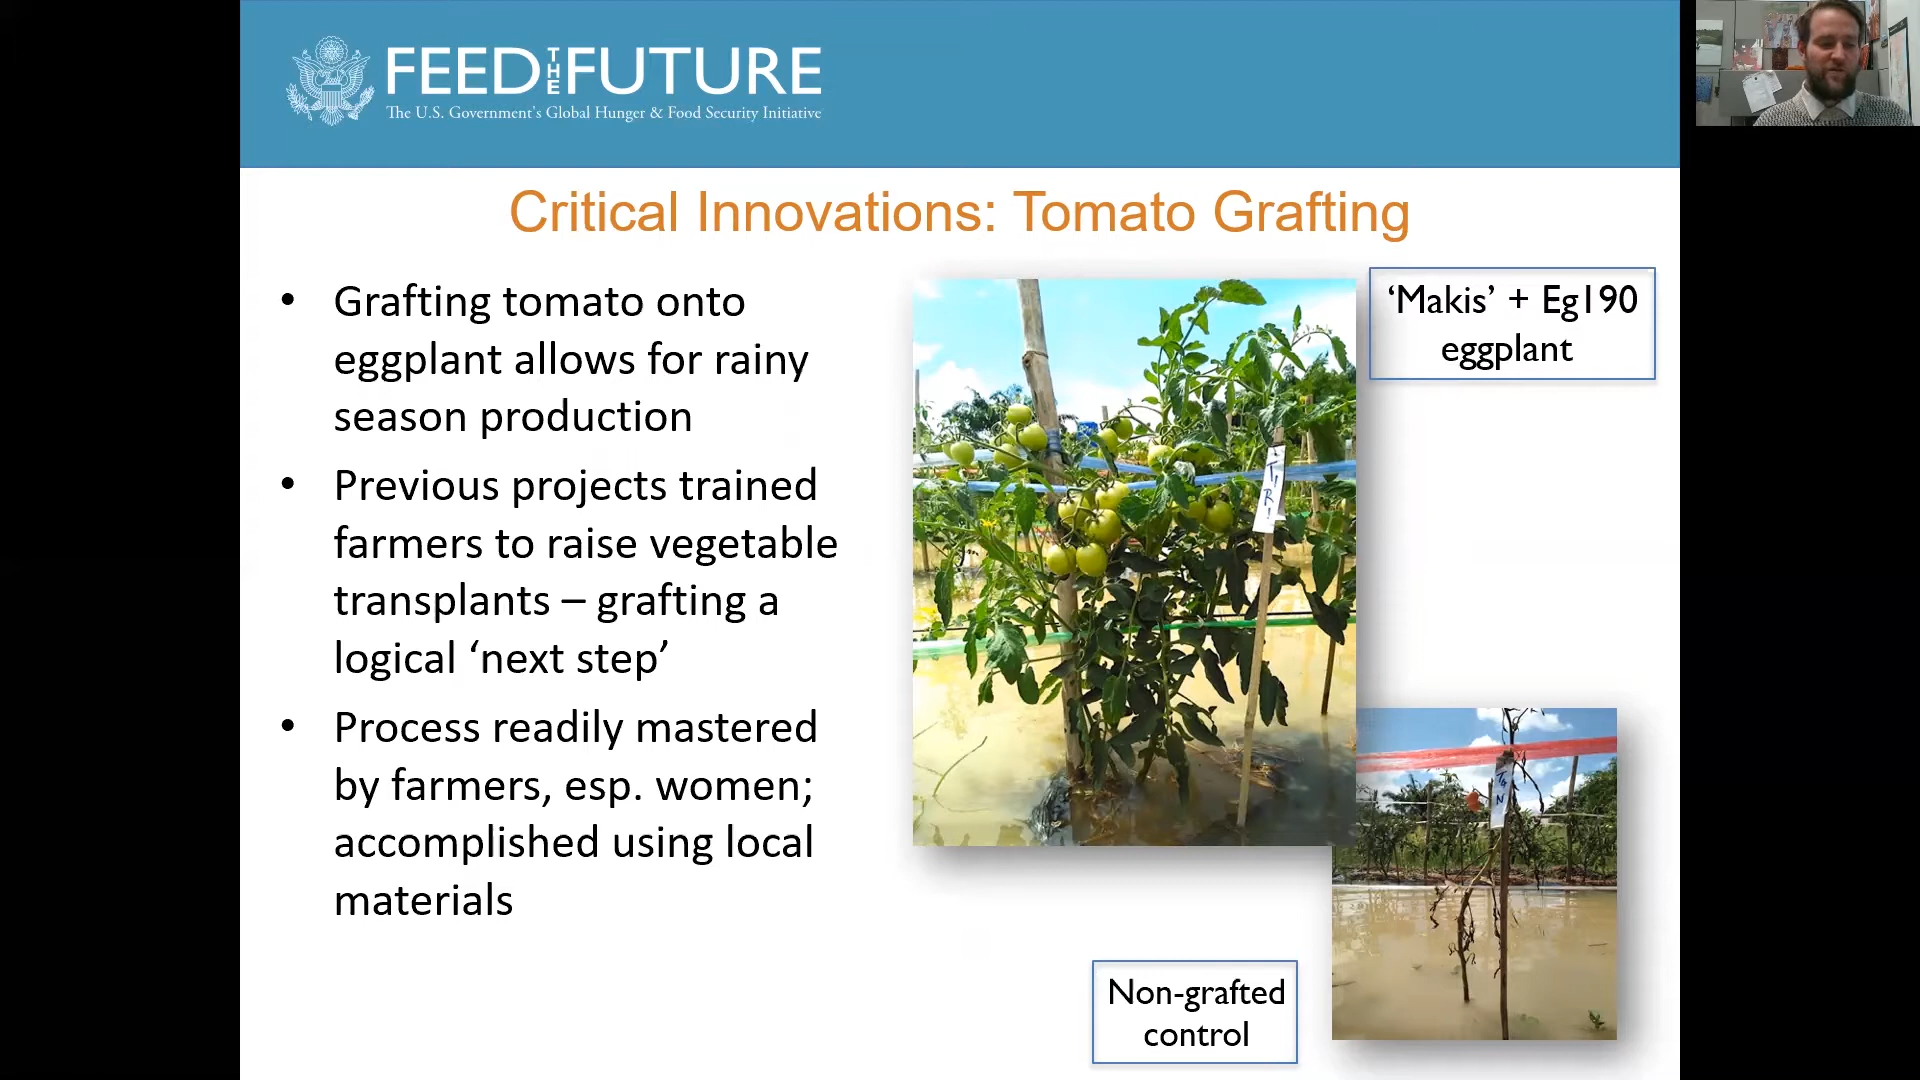 FEED THE FUTURE
The U.S. Government's Global Hunger & Food Security Initiative
Critical Innovations: Tomato Grafting
• Grafting tomato onto
eggplant allows for rainy
season production
• Previous projects trained
farmers to raise vegetable
transplants – grafting a
logical ‘next step’
• Process readily mastered
by farmers, esp. women;
accomplished using local
materials
‘Makis’ + Eg190
eggplant
Non-grafted
control